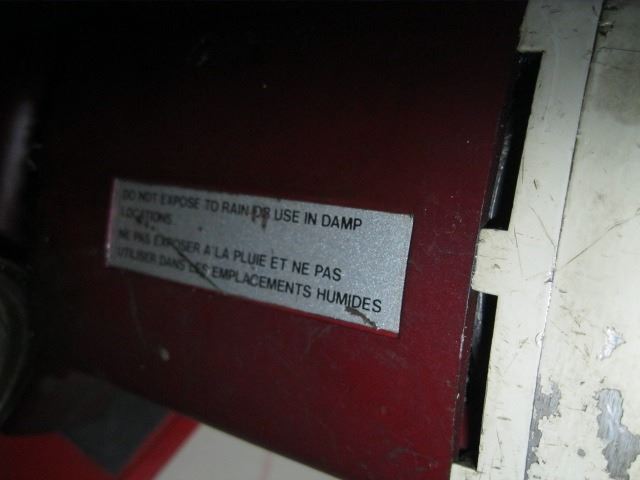 DO NOT EXPOSE TO RAIN OR USE IN DAMP
LOCATIONS
NE PAS EXPOSER A LA PLUIE ET NE PAS
UTILISER DANS LES EMPLACEMENTS HUMIDES